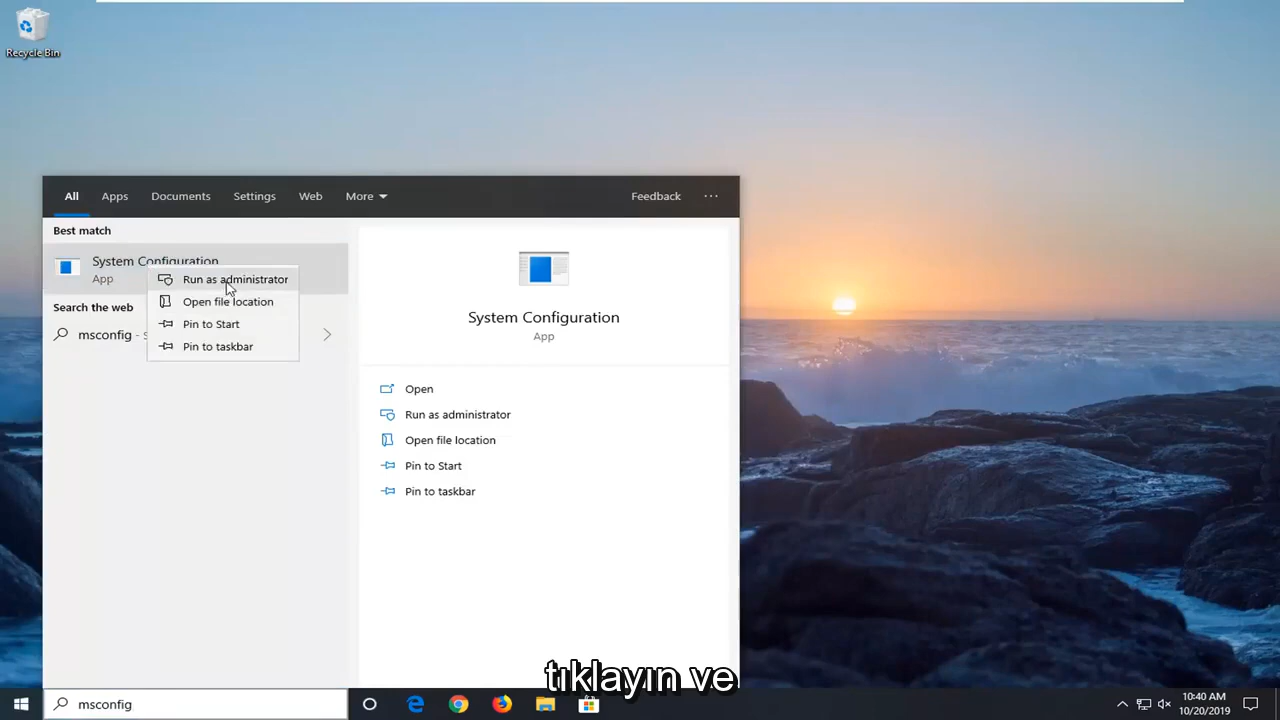 Recycle Bin
All Apps Documents Settings Web More Feedback ...
Best match
System Configuration
App
Run as administrator
Open file location
Pin to Start
Pin to taskbar
Search the web
msconfig - S
System Configuration
App
Open
Run as administrator
Open file location
Pin to Start
Pin to taskbar
tıklayın ve
msconfig
10:40 AM
10/20/2019